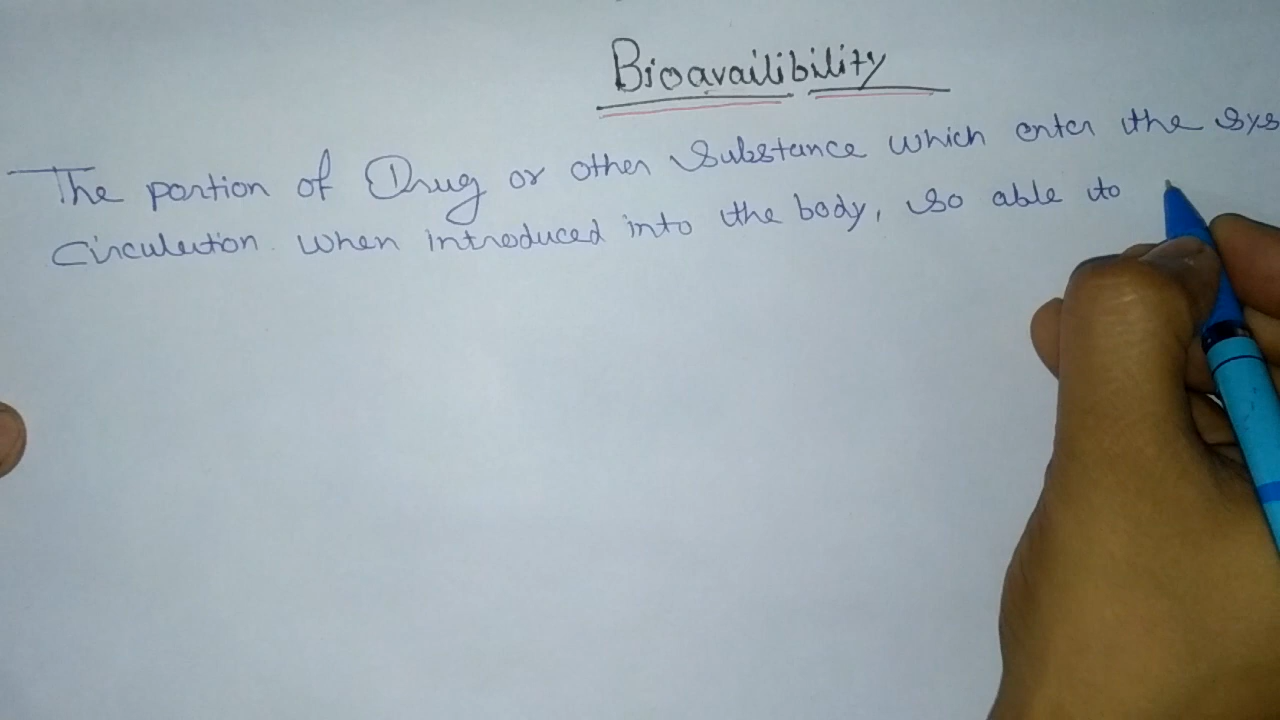 Bioavailibility
The portion of Drug or other Substance which enter the Sys
Circulation. When introduced into the body, So able to